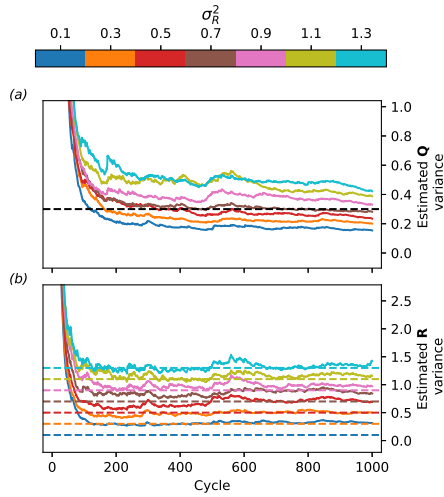 σ_R^2
0.1 0.3 0.5 0.7 0.9 1.1 1.3
(a)
1.0
0.8
0.6
0.4
0.2
0.0
Estimated Q
variance
(b)
2.5
2.0
1.5
1.0
0.5
0.0
Estimated R
variance
0 200 400 600 800 1000
Cycle